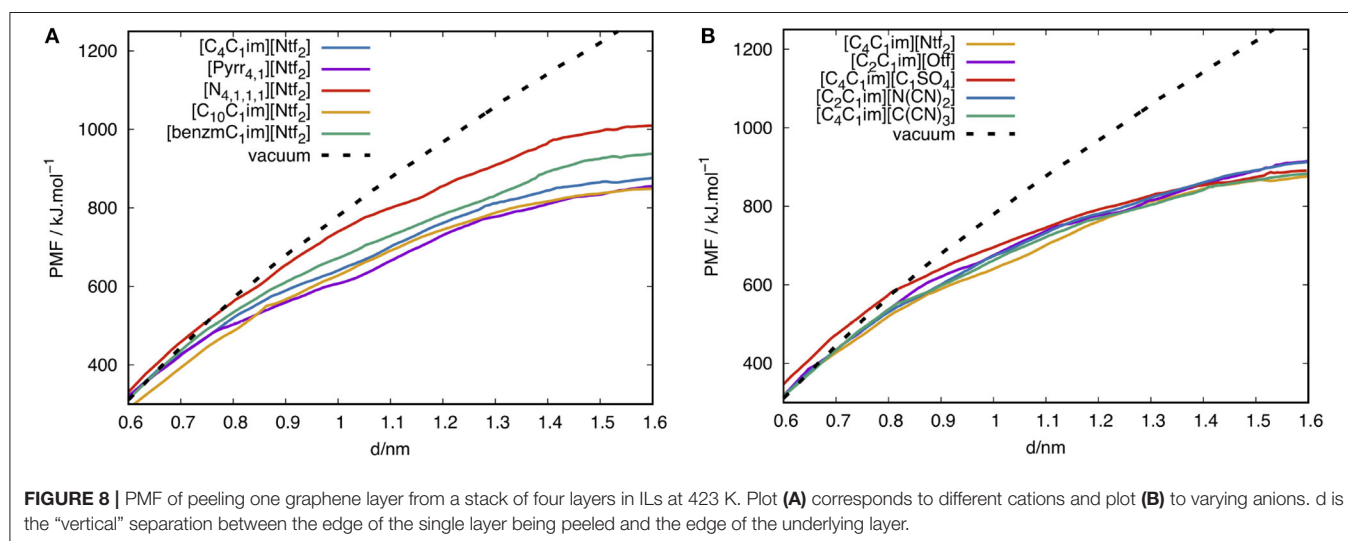 A
1200
1000
800
600
400
PMF / kJ.mol⁻¹
[C₄C₁im][Ntf₂]
[Pyrr₄,₁][Ntf₂]
[N₄,₁,₁,₁][Ntf₂]
[C₁₀C₁im][Ntf₂]
[benzmC₁im][Ntf₂]
vacuum
0.6 0.7 0.8 0.9 1 1.1 1.2 1.3 1.4 1.5 1.6
d/nm
B
1200
1000
800
600
400
PMF / kJ.mol⁻¹
[C₄C₁im][Ntf₂]
[C₂C₁im][Off]
[C₄C₁im][C₁SO₄]
[C₂C₁im][N(CN)₂]
[C₄C₁im][C(CN)₃]
vacuum
0.6 0.7 0.8 0.9 1 1.1 1.2 1.3 1.4 1.5 1.6
d/nm
FIGURE 8 | PMF of peeling one graphene layer from a stack of four layers in ILs at 423 K. Plot (A) corresponds to different cations and plot (B) to varying anions. d is
the “vertical” separation between the edge of the single layer being peeled and the edge of the underlying layer.